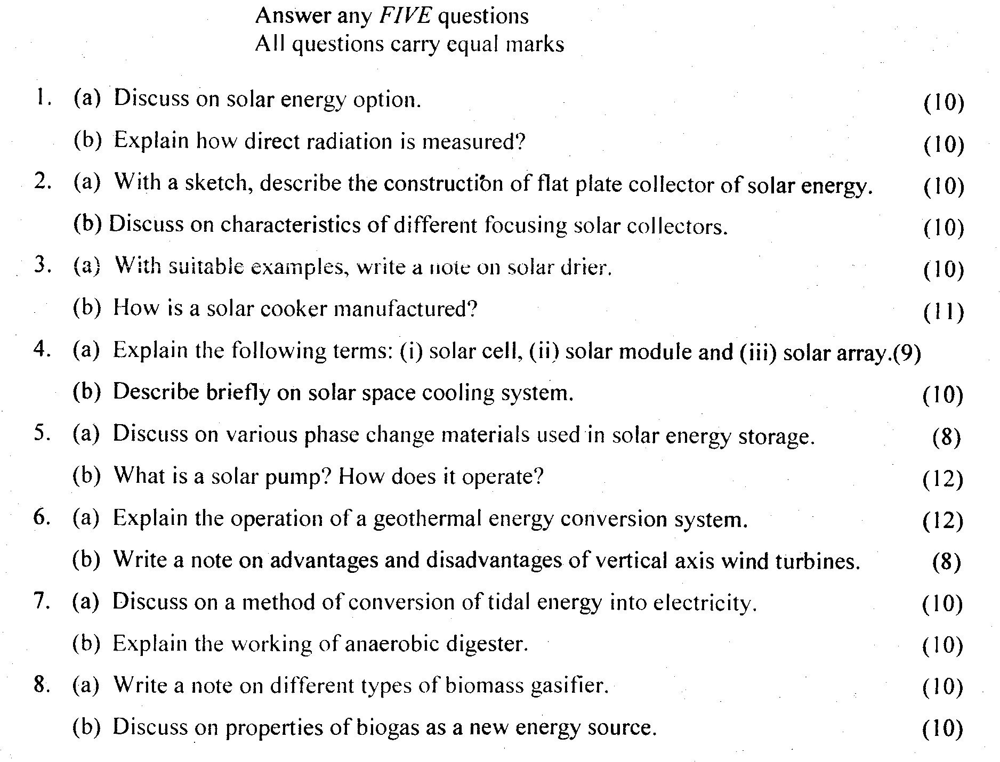 Answer any FIVE questions
All questions carry equal marks
1. (a) Discuss on solar energy option. (10)
(b) Explain how direct radiation is measured? (10)
2. (a) With a sketch, describe the construction of flat plate collector of solar energy. (10)
(b) Discuss on characteristics of different focusing solar collectors. (10)
3. (a) With suitable examples, write a note on solar drier. (10)
(b) How is a solar cooker manufactured? (11)
4. (a) Explain the following terms: (i) solar cell, (ii) solar module and (iii) solar array.(9)
(b) Describe briefly on solar space cooling system. (10)
5. (a) Discuss on various phase change materials used in solar energy storage. (8)
(b) What is a solar pump? How does it operate? (12)
6. (a) Explain the operation of a geothermal energy conversion system. (12)
(b) Write a note on advantages and disadvantages of vertical axis wind turbines. (8)
7. (a) Discuss on a method of conversion of tidal energy into electricity. (10)
(b) Explain the working of anaerobic digester. (10)
8. (a) Write a note on different types of biomass gasifier. (10)
(b) Discuss on properties of biogas as a new energy source. (10)